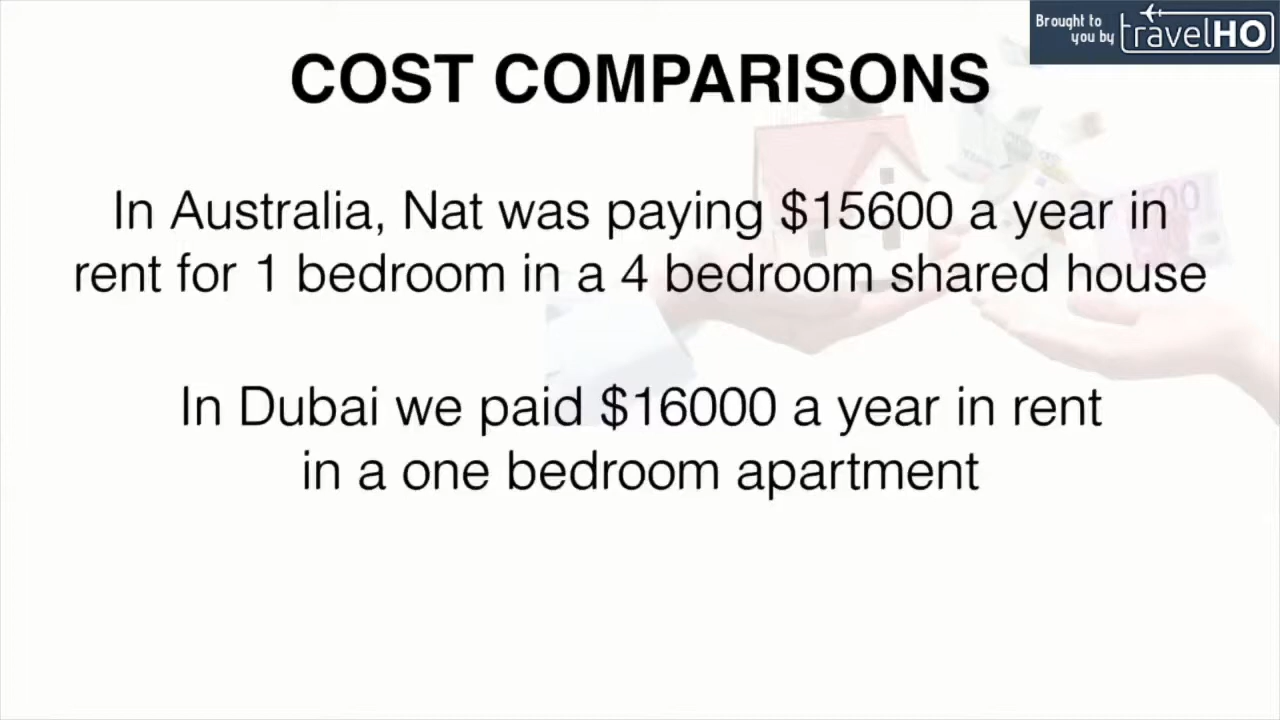 Brought to
you by travelHO
COST COMPARISONS
In Australia, Nat was paying $15600 a year in
rent for 1 bedroom in a 4 bedroom shared house
In Dubai we paid $16000 a year in rent
in a one bedroom apartment